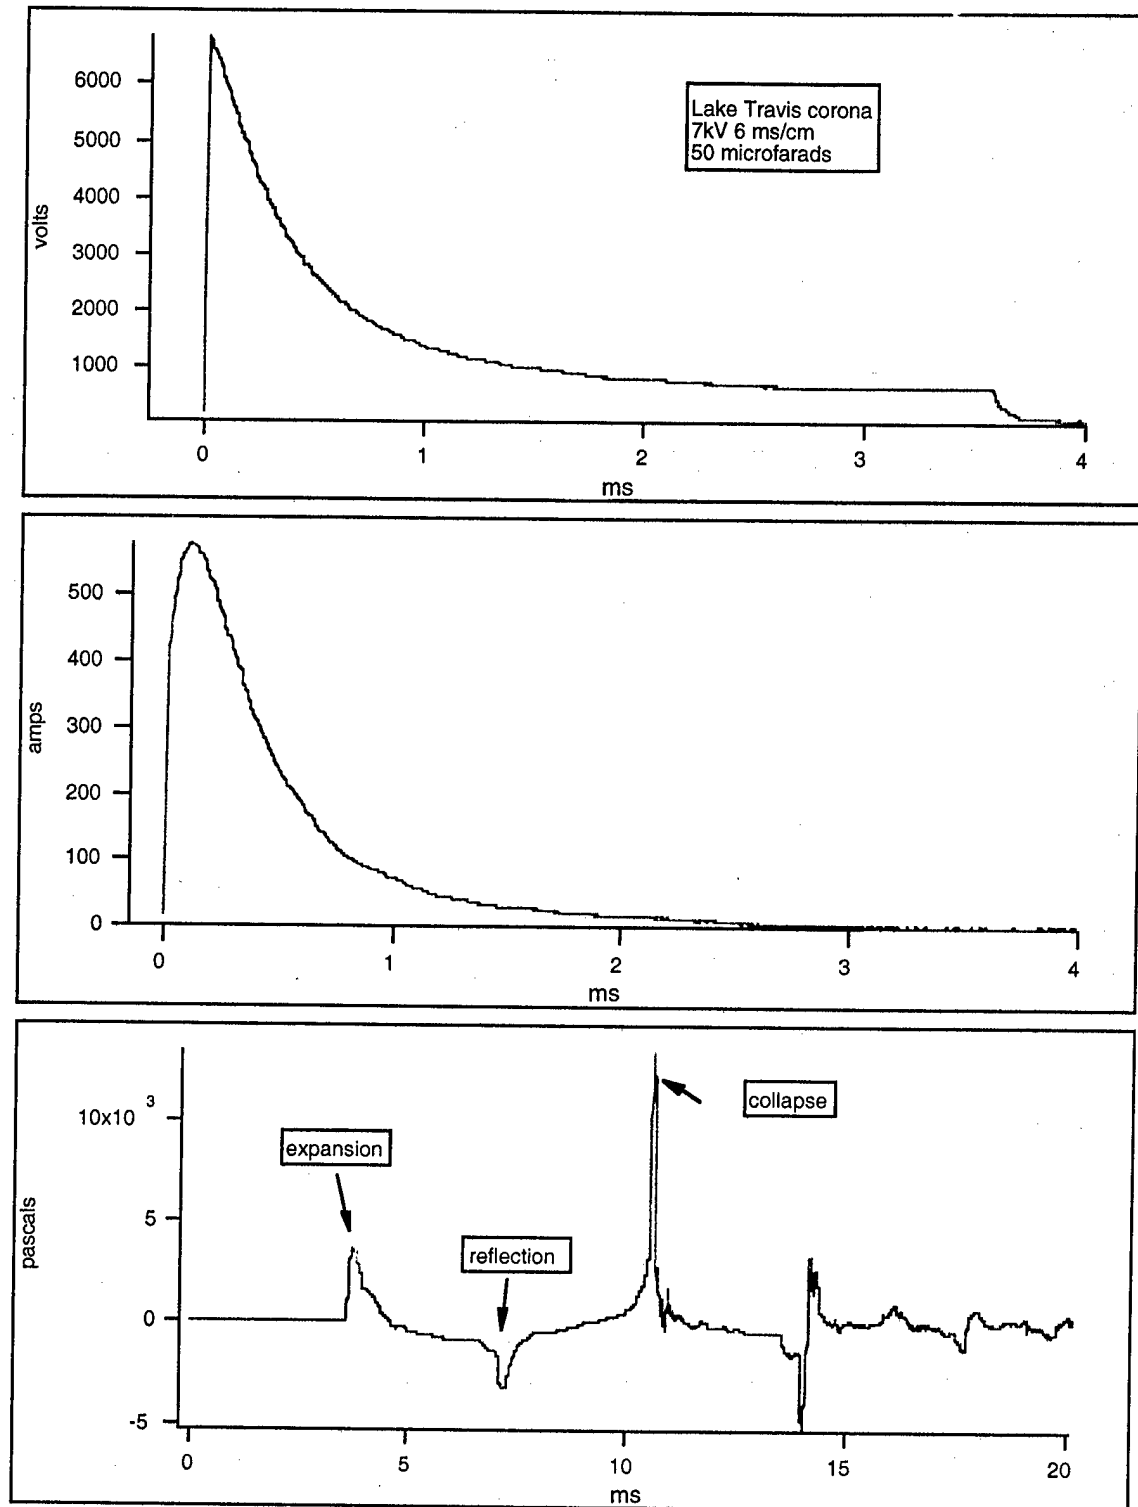 6000
5000
4000
3000
2000
1000
volts
Lake Travis corona
7kV 6 ms/cm
50 microfarads
0 1 2 3 4
ms
500
400
300
200
100
0
amps
0 1 2 3 4
ms
10x10 3
5
0
-5
pascals
expansion
reflection
collapse
0 5 10 15 20
ms